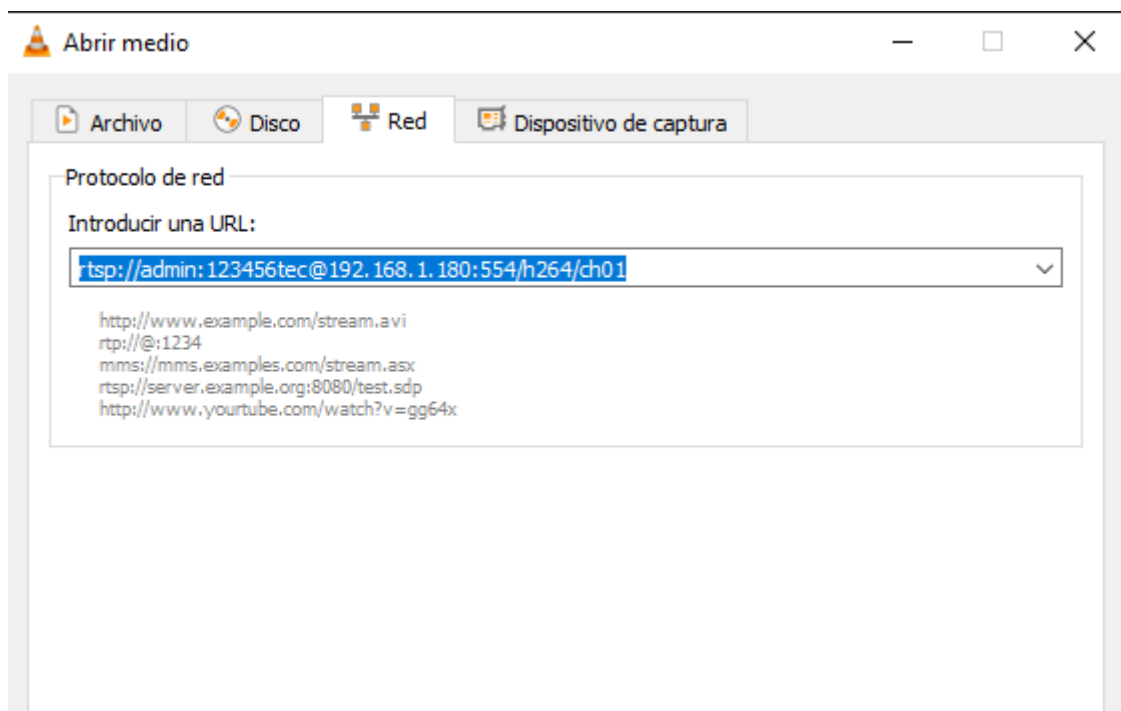 Abrir medio
Archivo Disco Red Dispositivo de captura
Protocolo de red
Introducir una URL:
rtsp://admin:123456tec@192.168.1.180:554/h264/ch01
http://www.example.com/stream.avi
rtp://@:1234
mms://mms.examples.com/stream.asx
rtsp://server.example.org:8080/test.sdp
http://www.yourtube.com/watch?v=gg64x